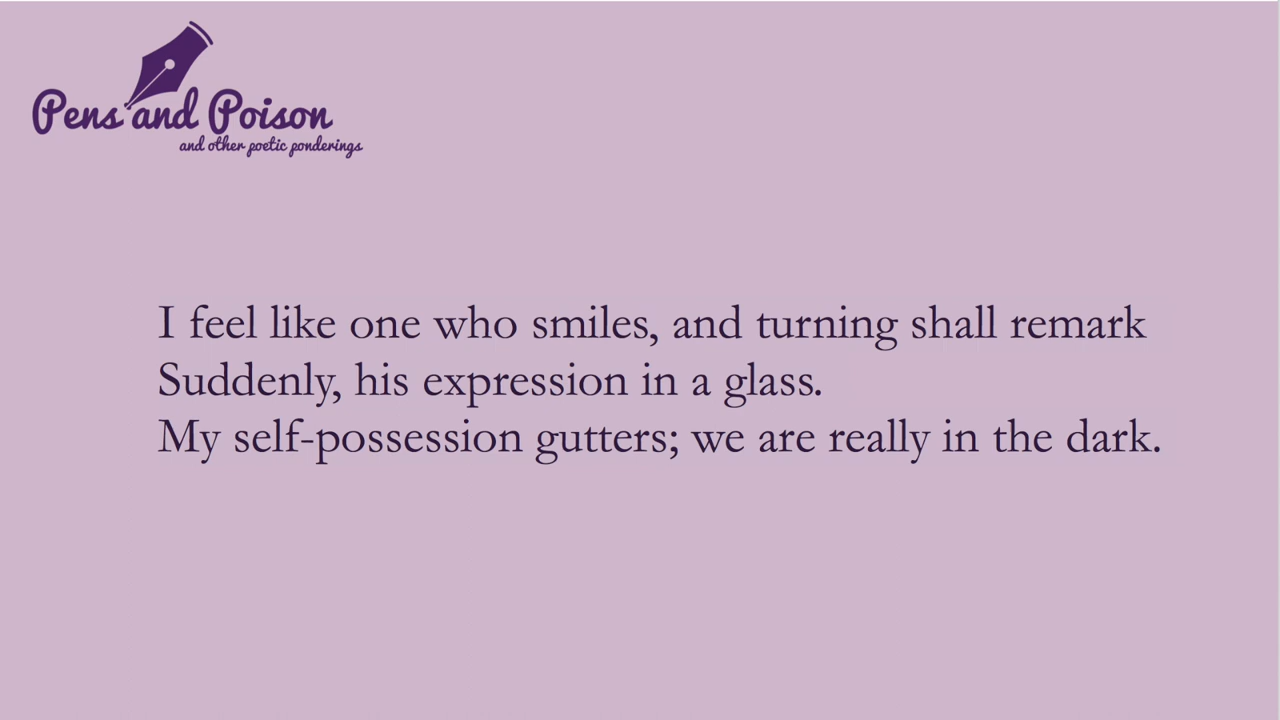 Pens and Poison
and other poetic ponderings
I feel like one who smiles, and turning shall remark
Suddenly, his expression in a glass.
My self-possession gutters; we are really in the dark.